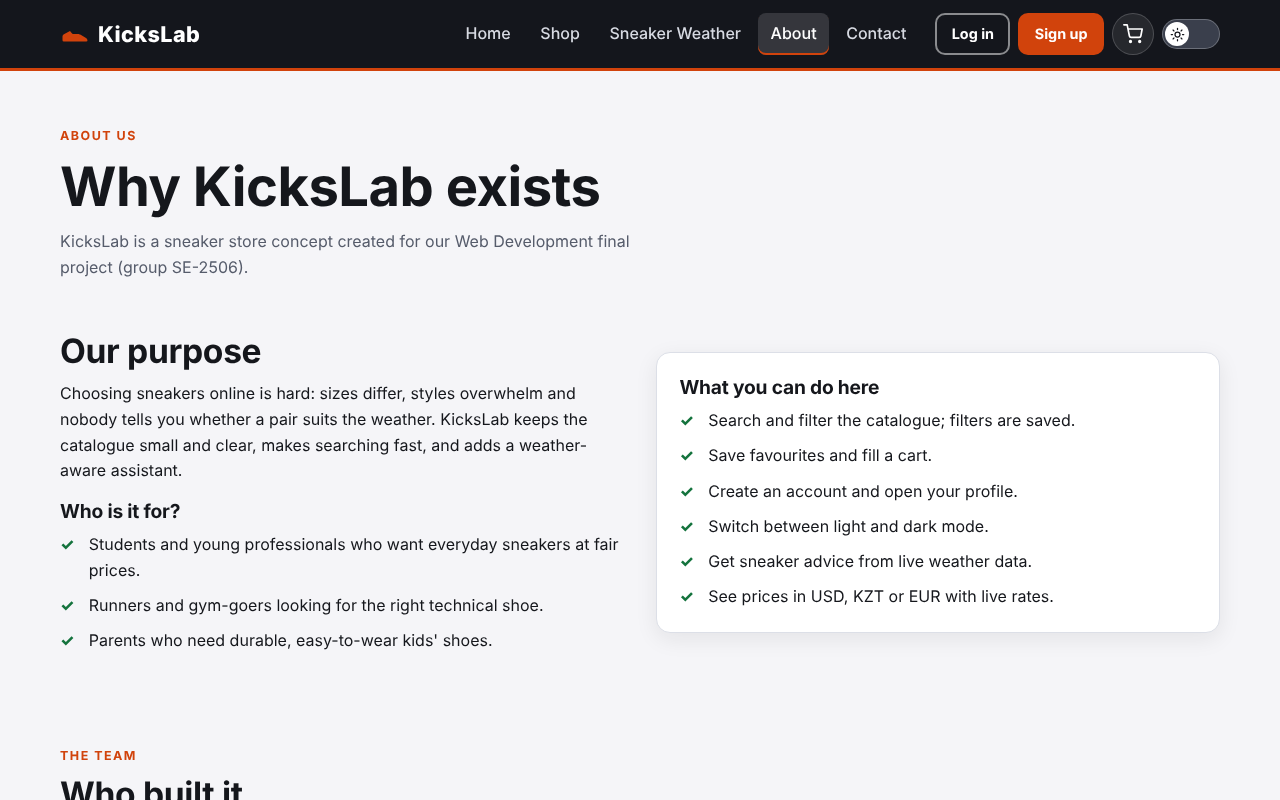 KicksLab
Home
Shop
Sneaker Weather
About
Contact
Log in
Sign up
ABOUT US
Why KicksLab exists
KicksLab is a sneaker store concept created for our Web Development final
project (group SE-2506).
Our purpose
Choosing sneakers online is hard: sizes differ, styles overwhelm and
nobody tells you whether a pair suits the weather. KicksLab keeps the
catalogue small and clear, makes searching fast, and adds a weather-
aware assistant.
Who is it for?
Students and young professionals who want everyday sneakers at fair
prices.
Runners and gym-goers looking for the right technical shoe.
Parents who need durable, easy-to-wear kids' shoes.
What you can do here
Search and filter the catalogue; filters are saved.
Save favourites and fill a cart.
Create an account and open your profile.
Switch between light and dark mode.
Get sneaker advice from live weather data.
See prices in USD, KZT or EUR with live rates.
THE TEAM
Who built it